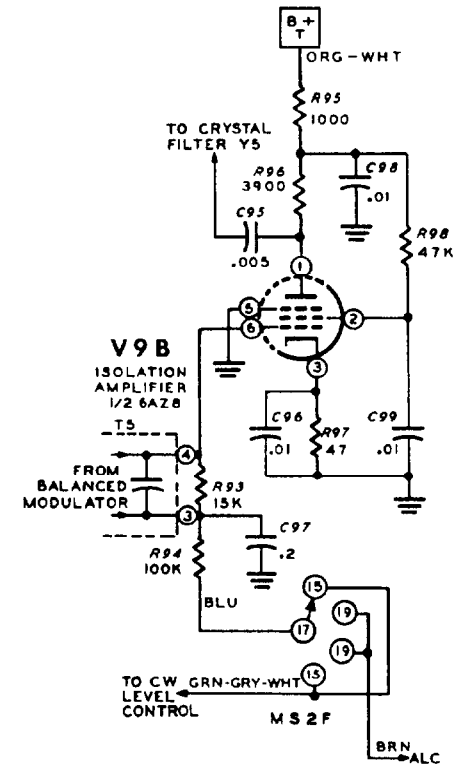 B +
T
ORG-WHT
R95
1000
TO CRYSTAL
FILTER Y5
R96
3900
C98
.01
C95
.005
R98
47K
1
5
6
2
3
V9B
ISOLATION
AMPLIFIER
1/2 6AZ8
T5
C96
.01
R97
47
C99
.01
4
FROM
BALANCED
MODULATOR
R93
15K
3
C97
.2
R94
100K
BLU
15
19
17
19
15
TO CW GRN-GRY-WHT
LEVEL
CONTROL
MS2F
BRN
ALC